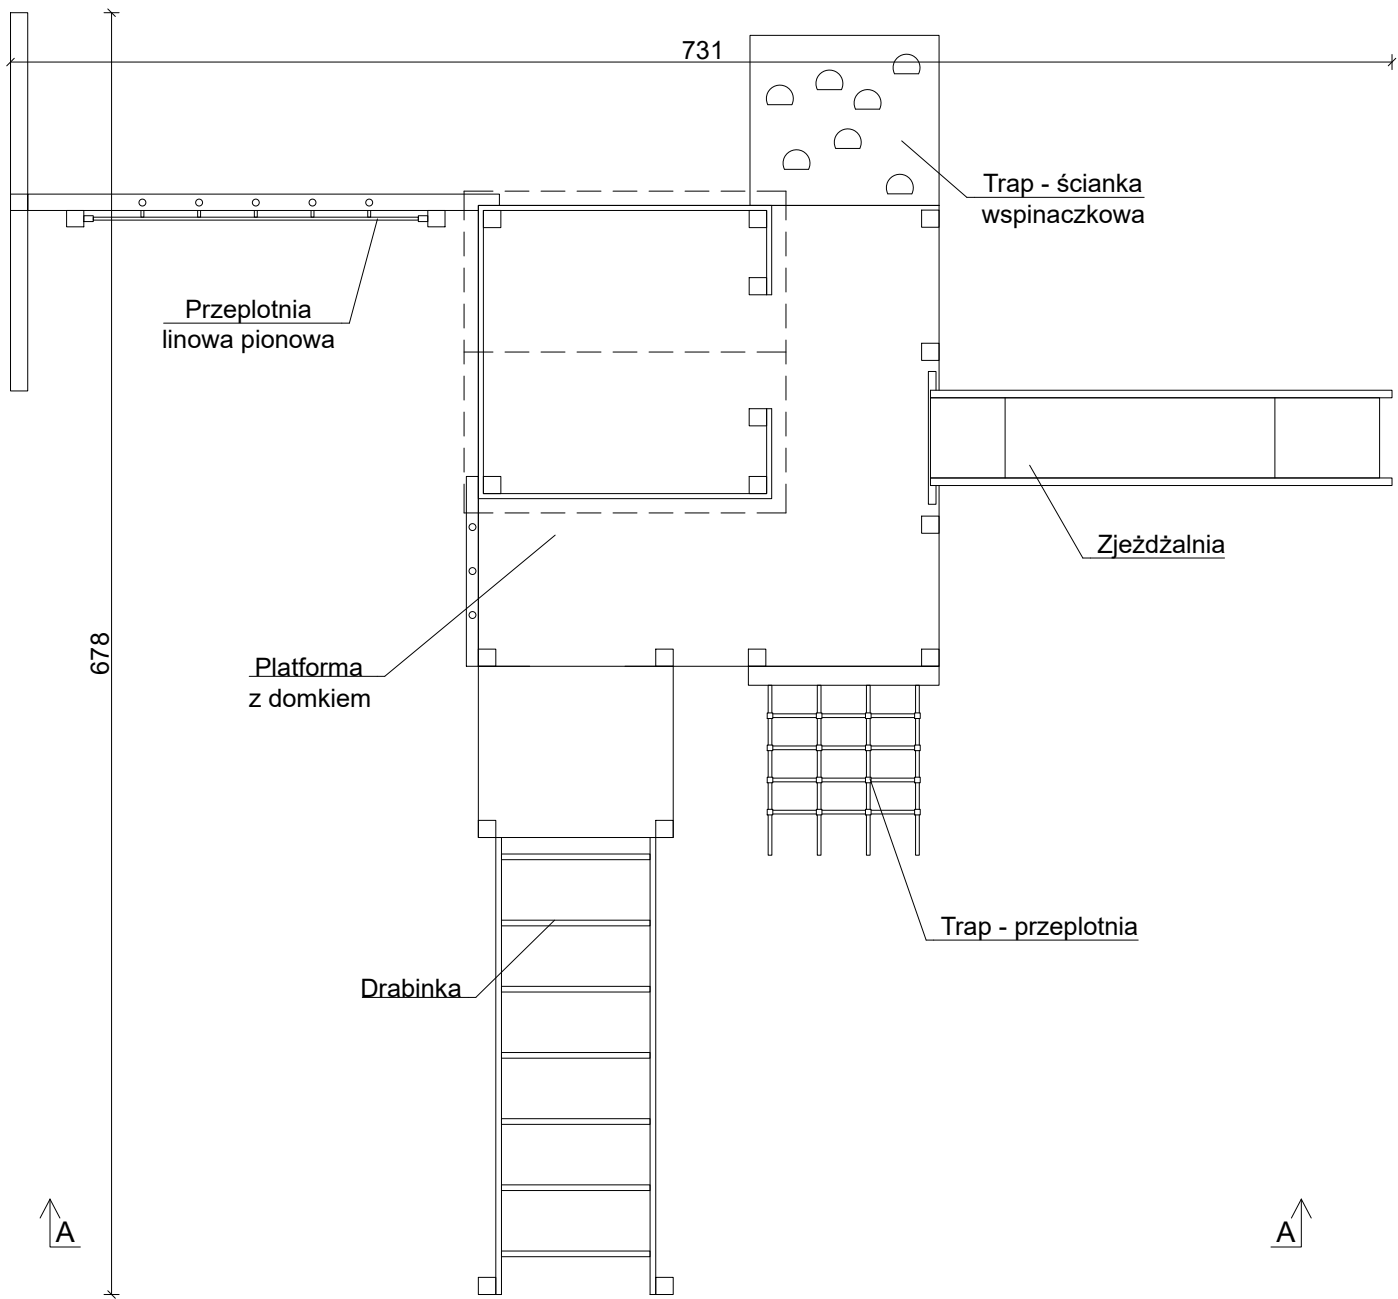 731
Trap - ścianka
wspinaczkowa
Przeplotnia
linowa pionowa
Zjeżdżalnia
678
Platforma
z domkiem
Trap - przeplotnia
Drabinka
A
A